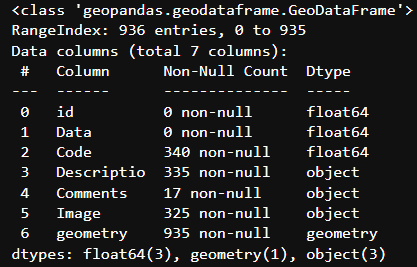 <class 'geopandas.geodataframe.GeoDataFrame'>
RangeIndex: 936 entries, 0 to 935
Data columns (total 7 columns):
 #   Column      Non-Null Count  Dtype
---  ------      --------------  -----
 0   id          0 non-null      float64
 1   Data        0 non-null      float64
 2   Code        340 non-null    float64
 3   Descriptio  335 non-null    object
 4   Comments    17 non-null     object
 5   Image       325 non-null    object
 6   geometry    935 non-null    geometry
dtypes: float64(3), geometry(1), object(3)